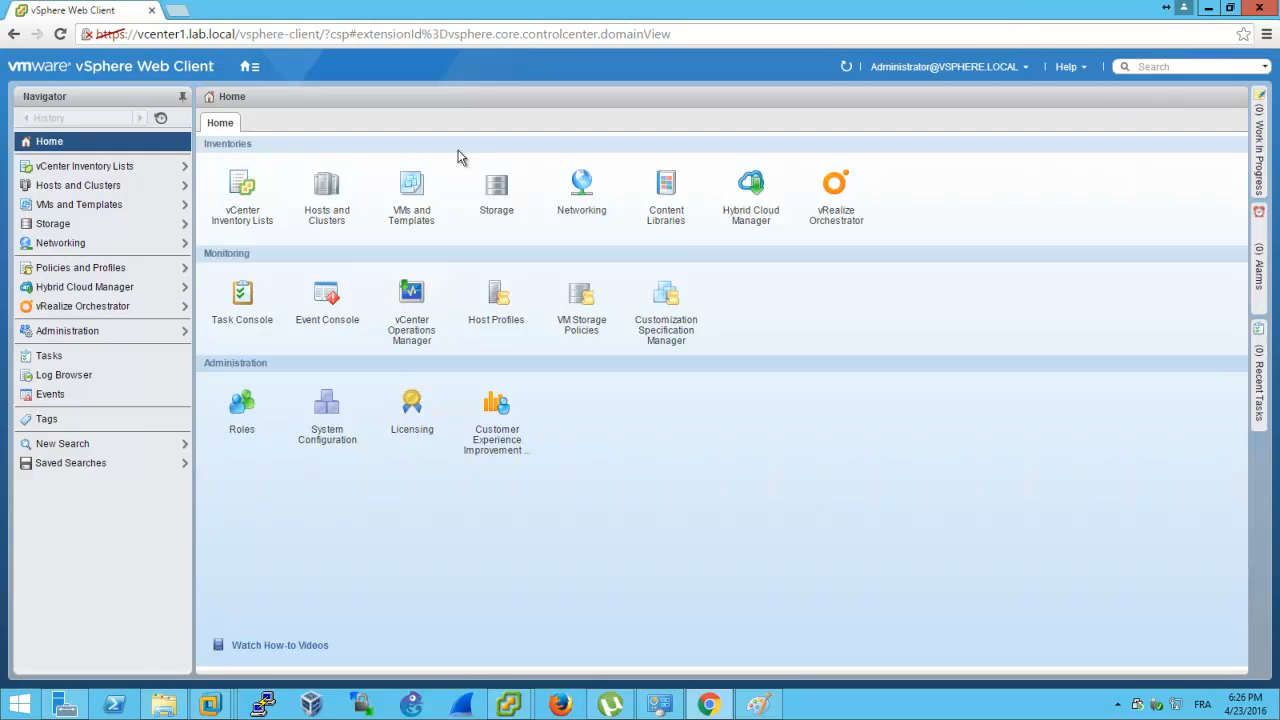 vSphere Web Client
https://vcenter1.lab.local/vsphere-client/?csp#extensionId%3Dvsphere.core.controlcenter.domainView
vmware® vSphere Web Client
Administrator@VSPHERE.LOCAL
Help
Search
Navigator
Home
History
Home
Home
vCenter Inventory Lists
Hosts and Clusters
VMs and Templates
Storage
Networking
Policies and Profiles
Hybrid Cloud Manager
vRealize Orchestrator
Administration
Tasks
Log Browser
Events
Tags
New Search
Saved Searches
Inventories
vCenter
Inventory Lists
Hosts and
Clusters
VMs and
Templates
Storage
Networking
Content
Libraries
Hybrid Cloud
Manager
vRealize
Orchestrator
Monitoring
Task Console
Event Console
vCenter
Operations
Manager
Host Profiles
VM Storage
Policies
Customization
Specification
Manager
Administration
Roles
System
Configuration
Licensing
Customer
Experience
Improvement ...
Watch How-to Videos
(0) Work In Progress
(0) Alarms
(0) Recent Tasks
FRA
6:26 PM
4/23/2016